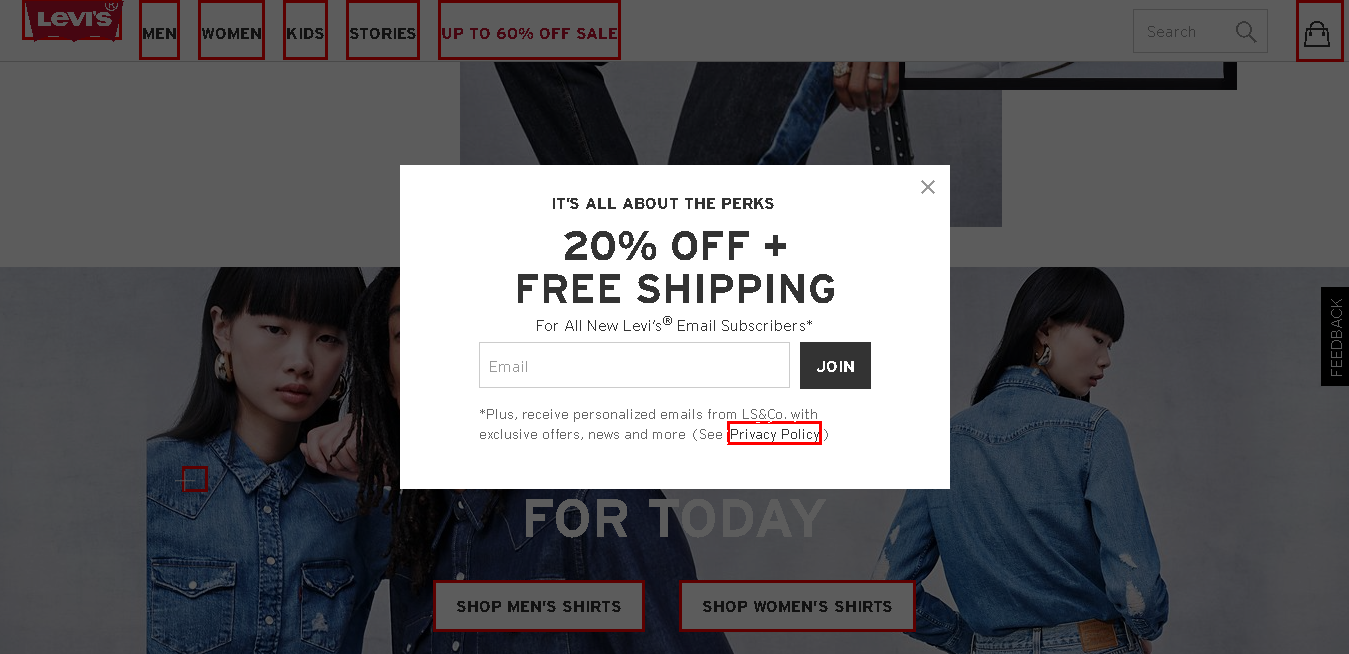 LEVI'S®
MEN
WOMEN
KIDS
STORIES
UP TO 60% OFF SALE
Search
IT'S ALL ABOUT THE PERKS
20% OFF +
FREE SHIPPING
For All New Levi's® Email Subscribers*
Email
JOIN
*Plus, receive personalized emails from LS&Co. with
exclusive offers, news and more (See Privacy Policy)
FEEDBACK
FOR TODAY
SHOP MEN'S SHIRTS
SHOP WOMEN'S SHIRTS